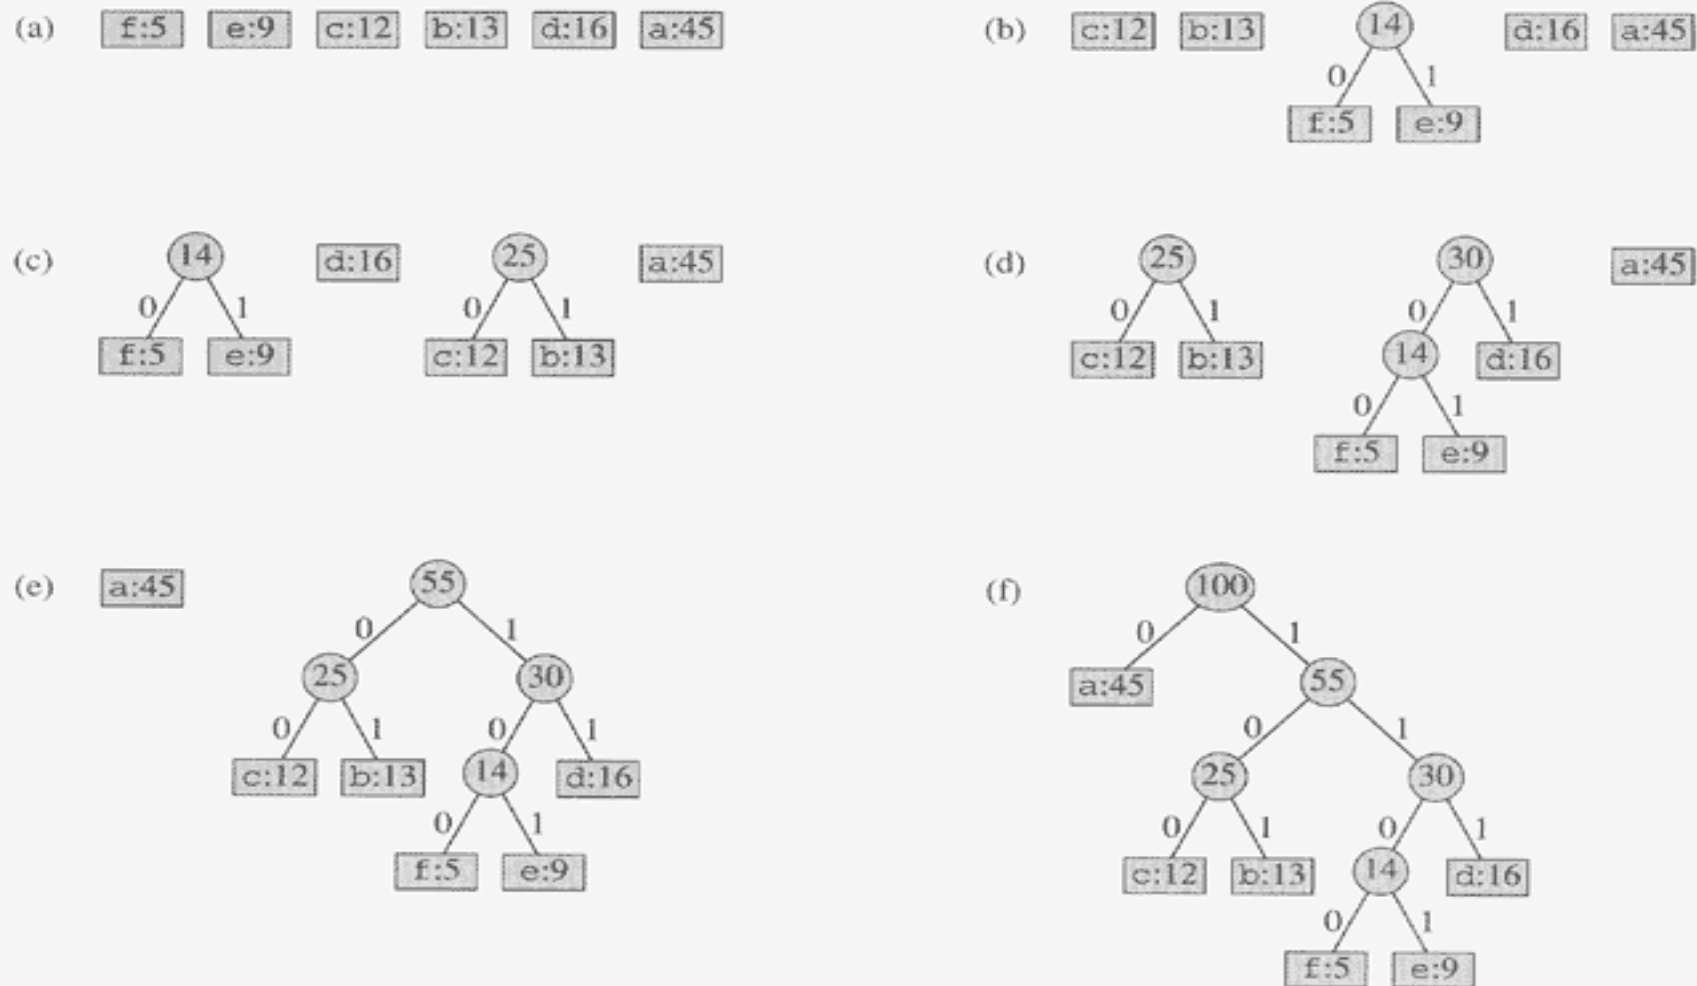 (a) f:5 e:9 c:12 b:13 d:16 a:45
(b) c:12 b:13 14 d:16 a:45
0 1
f:5 e:9
(c) 14 d:16 25 a:45
0 1 0 1
f:5 e:9 c:12 b:13
(d) 25 30 a:45
0 1 0 1
c:12 b:13 14 d:16
0 1
f:5 e:9
(e) a:45 55
0 1
25 30
0 1 0 1
c:12 b:13 14 d:16
0 1
f:5 e:9
(f) 100
0 1
a:45 55
0 1
25 30
0 1 0 1
c:12 b:13 14 d:16
0 1
f:5 e:9